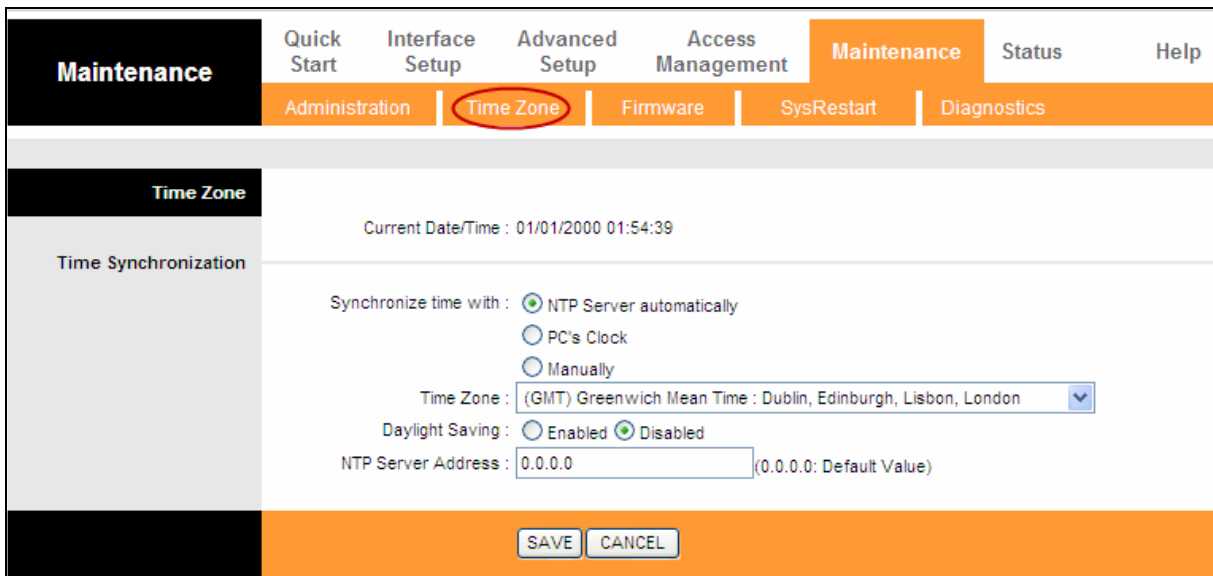 Maintenance
Quick Start
Interface Setup
Advanced Setup
Access Management
Maintenance
Status
Help
Administration
Time Zone
Firmware
SysRestart
Diagnostics
Time Zone
Current Date/Time : 01/01/2000 01:54:39
Time Synchronization
Synchronize time with : NTP Server automatically
PC's Clock
Manually
Time Zone : (GMT) Greenwich Mean Time : Dublin, Edinburgh, Lisbon, London
Daylight Saving : Enabled Disabled
NTP Server Address : 0.0.0.0 (0.0.0.0: Default Value)
SAVE CANCEL